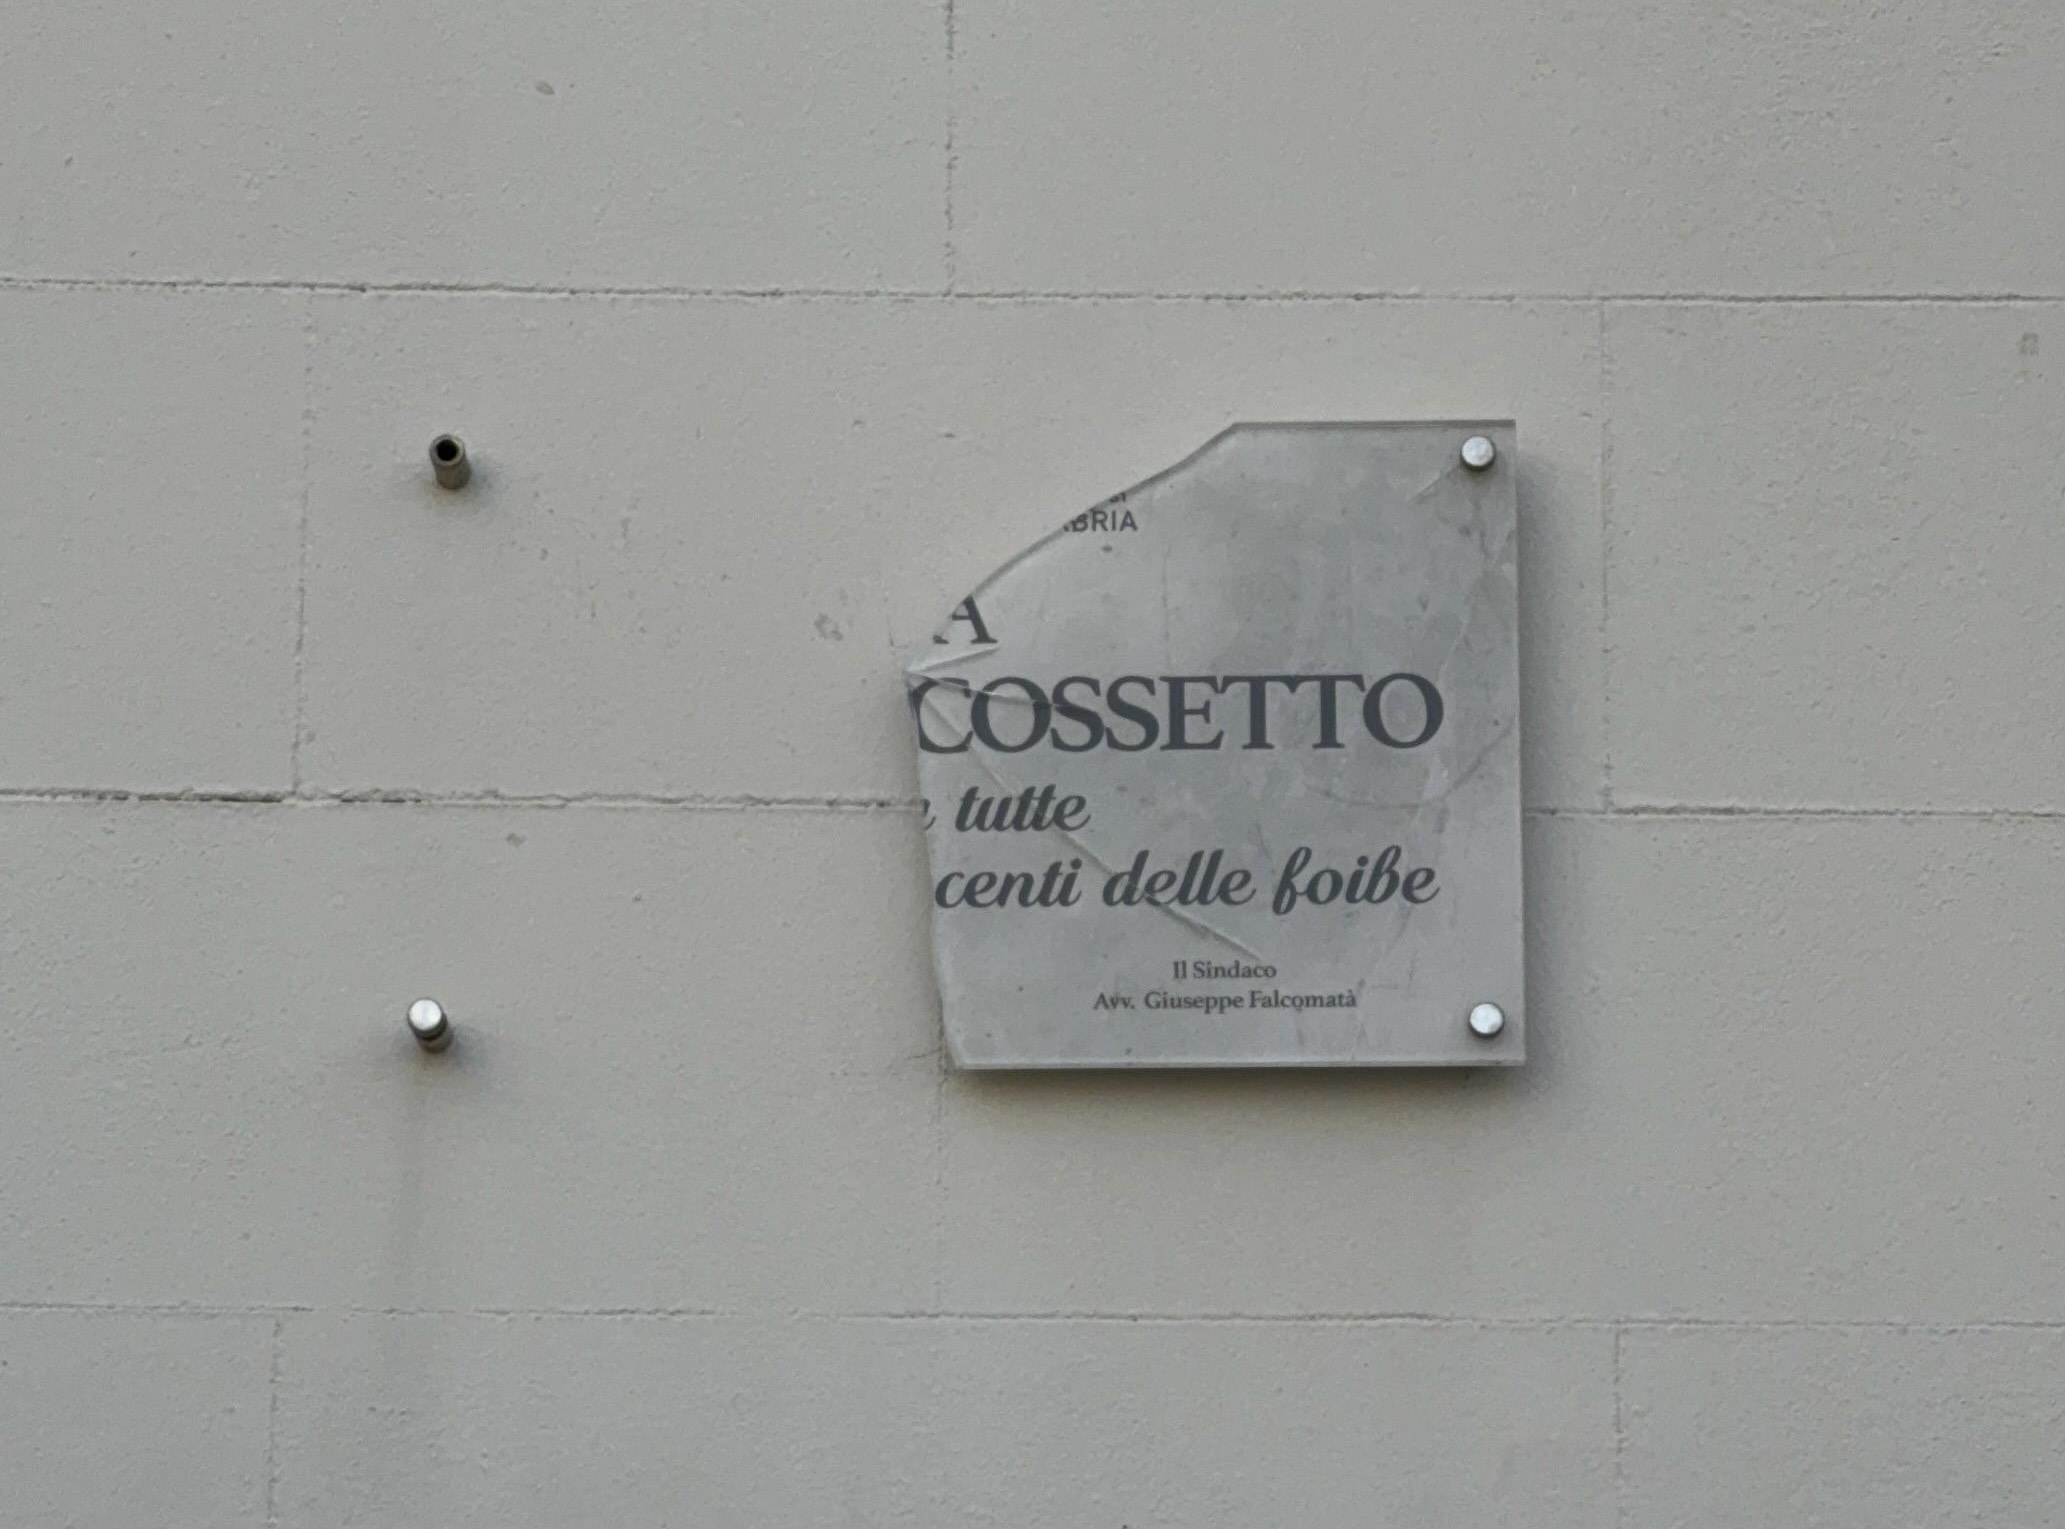 BRIA
A
COSSETTO
tutte
centi delle foibe
Il Sindaco
Avv. Giuseppe Falcomatà